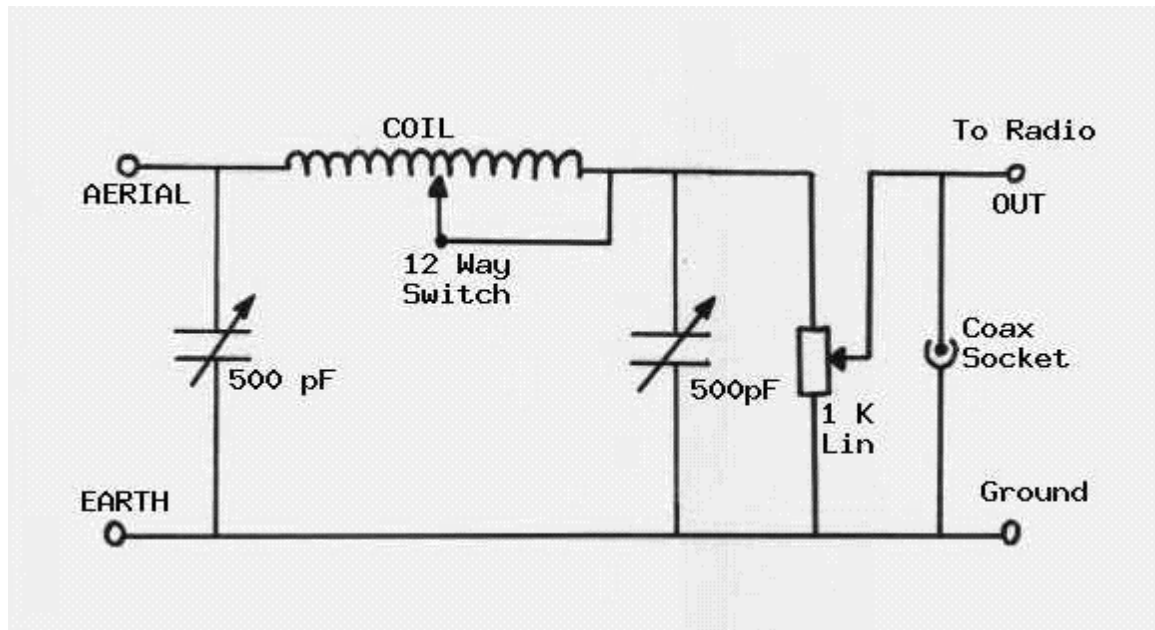 COIL
To Radio
AERIAL
OUT
12 Way
Switch
500 pF
500pF
Coax
Socket
1 K
Lin
EARTH
Ground